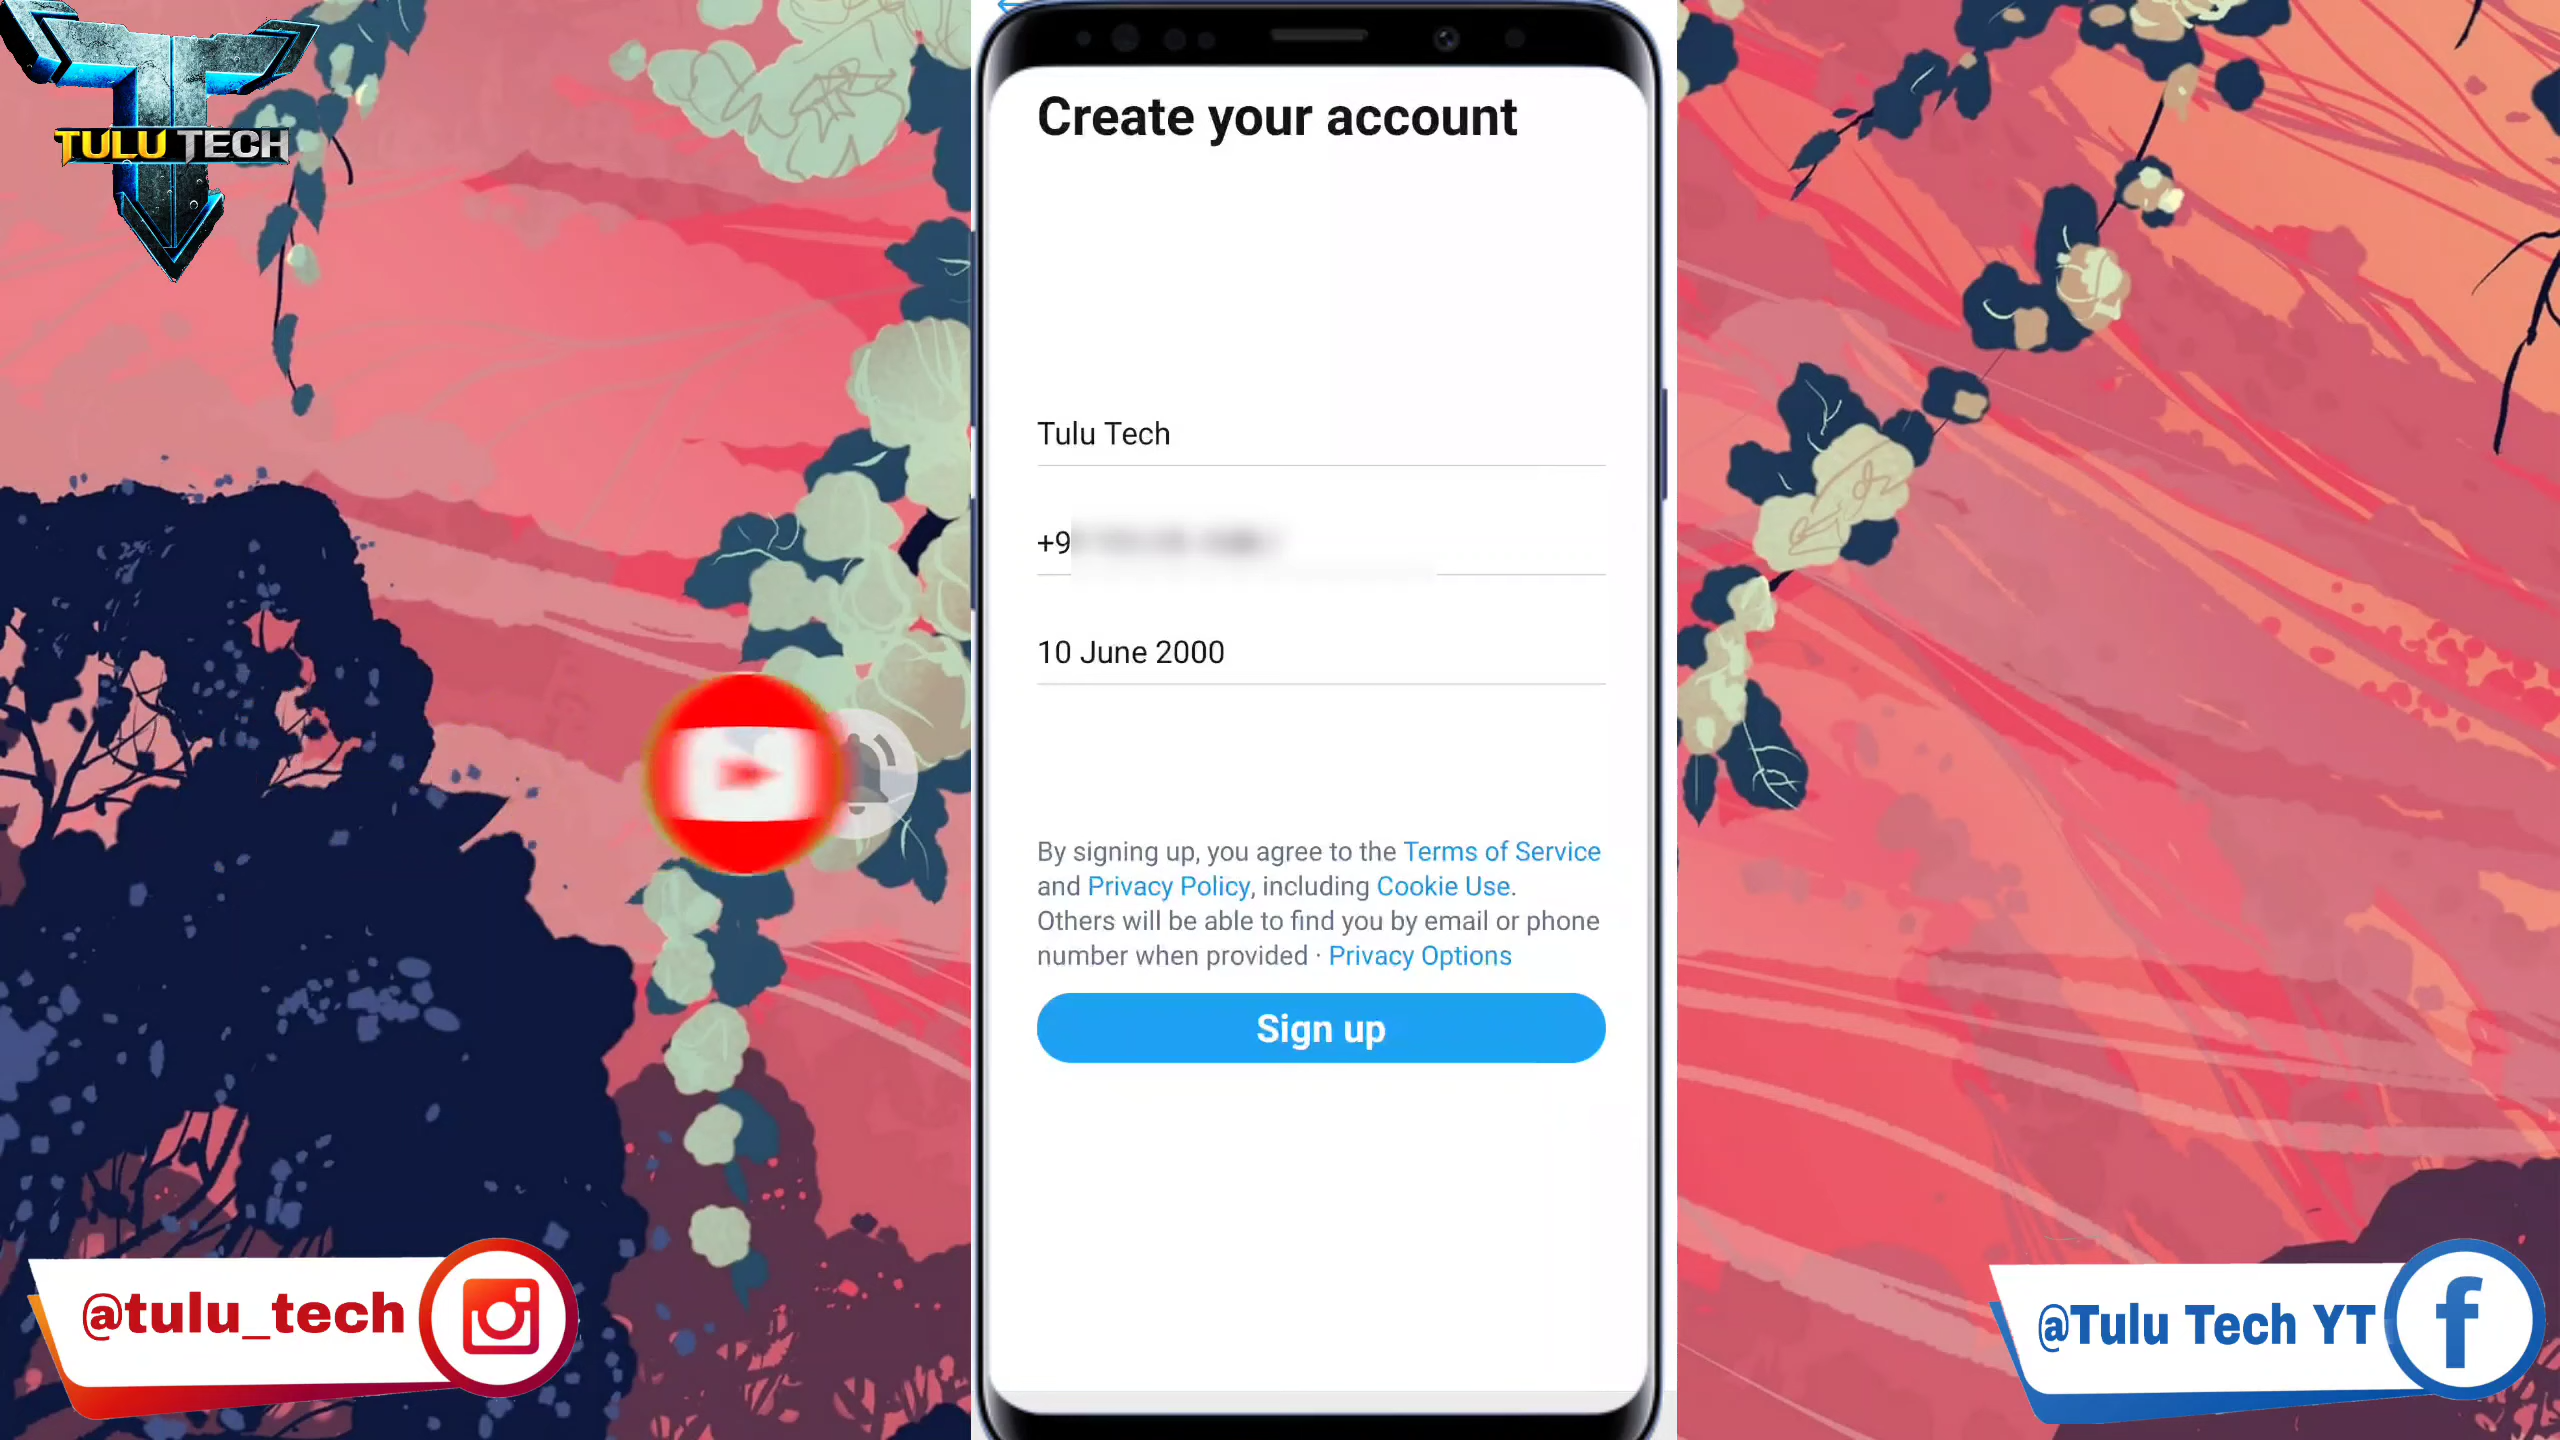 TULU TECH
Create your account
Tulu Tech
+9
10 June 2000
By signing up, you agree to the Terms of Service
and Privacy Policy, including Cookie Use.
Others will be able to find you by email or phone
number when provided · Privacy Options
Sign up
@tulu_tech
@Tulu Tech YT